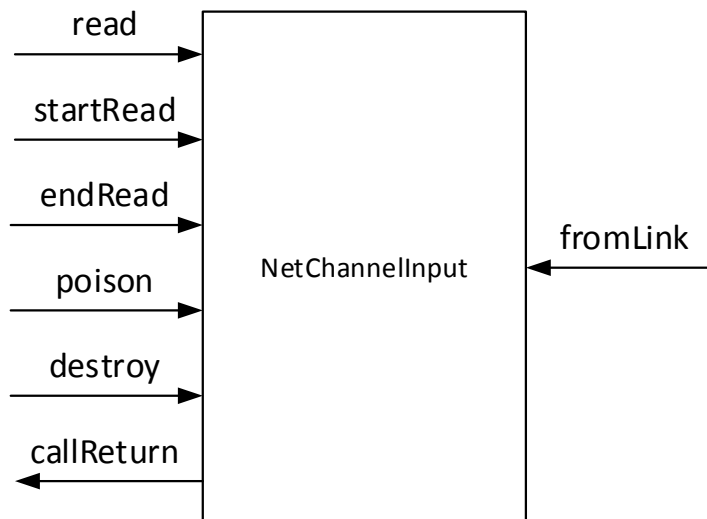 read
startRead
endRead
NetChannelInput
fromLink
poison
destroy
callReturn